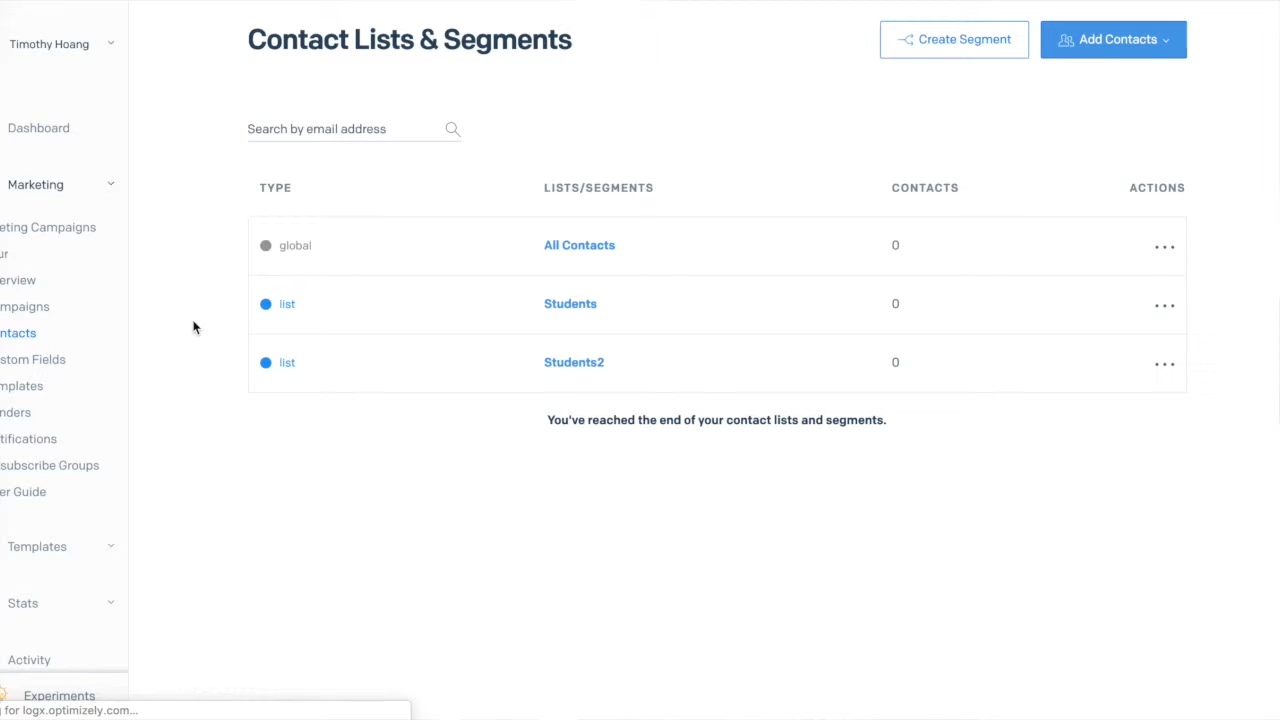 Timothy Hoang
Dashboard
Marketing
eting Campaigns
ur
erview
mpaigns
ntacts
stom Fields
mplates
nders
tifications
subscribe Groups
er Guide
Templates
Stats
Activity
Experiments
g for logx.optimizely.com...
Contact Lists & Segments
Create Segment
Add Contacts
Search by email address
TYPE LISTS/SEGMENTS CONTACTS ACTIONS
global All Contacts 0 ...
list Students 0 ...
list Students2 0 ...
You've reached the end of your contact lists and segments.